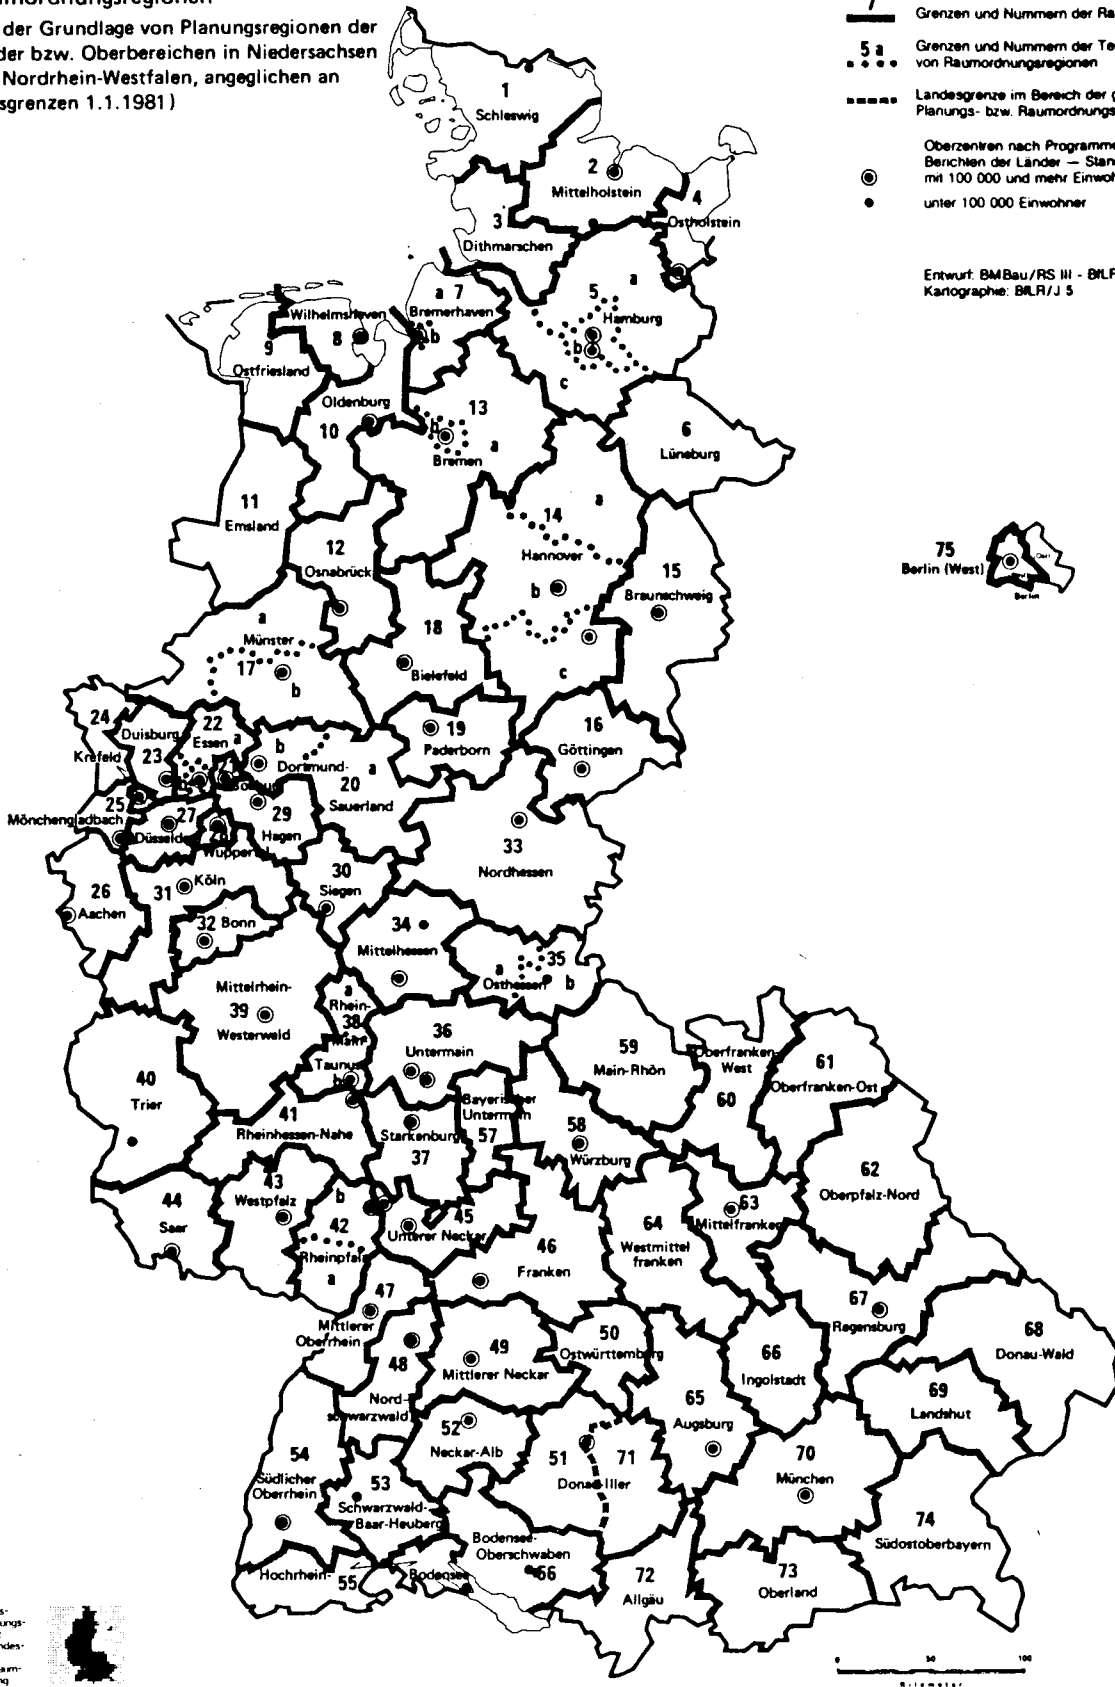 der Grundlage von Planungsregionen der
der bzw. Oberbereichen in Niedersachsen
Nordrhein-Westfalen, angeglichen an
sgrenzen 1.1.1981)
7
Grenzen und Nummern der Ra
5 a
Grenzen und Nummern der Te
von Raumordnungsregionen
Landesgrenze im Bereich der g
Planungs- bzw. Raumordnungs
Oberzentren nach Programme
Berichten der Länder – Stan
mit 100 000 und mehr Einwoh
unter 100 000 Einwohner
Entwurf: BMBau/RS III - BfLR
Kartographie: BfLR/J 5
1
Schleswig
2
Mittelholstein
3
Dithmarschen
4
Ostholstein
5
a
Hamburg
b
c
6
Lüneburg
a 7
Bremerhaven
b
Wilhelmshaven
8
9
Ostfriesland
Oldenburg
10
11
Emsland
12
Osnabrück
13
b
a
Bremen
14
a
Hannover
b
c
15
Braunschweig
75
Berlin (West)
Berlin
16
Göttingen
a
Münster
17
b
18
Bielefeld
19
Paderborn
b
Dortmund-
a
20
Sauerland
22
Essen a
Duisburg
23
24
Krefeld
25
Mönchengladbach
26
Aachen
27
Düsseldorf
Wuppertal
29
Hagen
30
Siegen
31
Köln
32 Bonn
33
Nordhessen
34
Mittelhessen
35
a
Osthessen
b
36
Untermain
Starkenburg
37
a
Rhein-
38
Main-
Taunus
b
Mittelrhein-
39
Westerwald
40
Trier
41
Rheinhessen-Nahe
b
42
Rheinpfalz
a
43
Westpfalz
44
Saar
45
Unterer Neckar
46
Franken
47
Mittlerer
Oberrhein
48
Nord-
schwarzwald
49
Mittlerer Neckar
50
Ostwürttemberg
51
71
Donau-Iller
52
Neckar-Alb
53
Schwarzwald-
Baar-Heuberg
54
Südlicher
Oberrhein
Hochrhein-
55
Bodensee
Bodensee-
Oberschwaben
56
Bayerischer
Untermain
57
58
Würzburg
59
Main-Rhön
Oberfranken-
West
60
61
Oberfranken-Ost
62
Oberpfalz-Nord
63
Mittelfranken
64
Westmittel
franken
65
Augsburg
66
Ingolstadt
67
Regensburg
68
Donau-Wald
69
Landshut
70
München
72
Allgäu
73
Oberland
74
Südostoberbayern
0 50 100
Kilometer